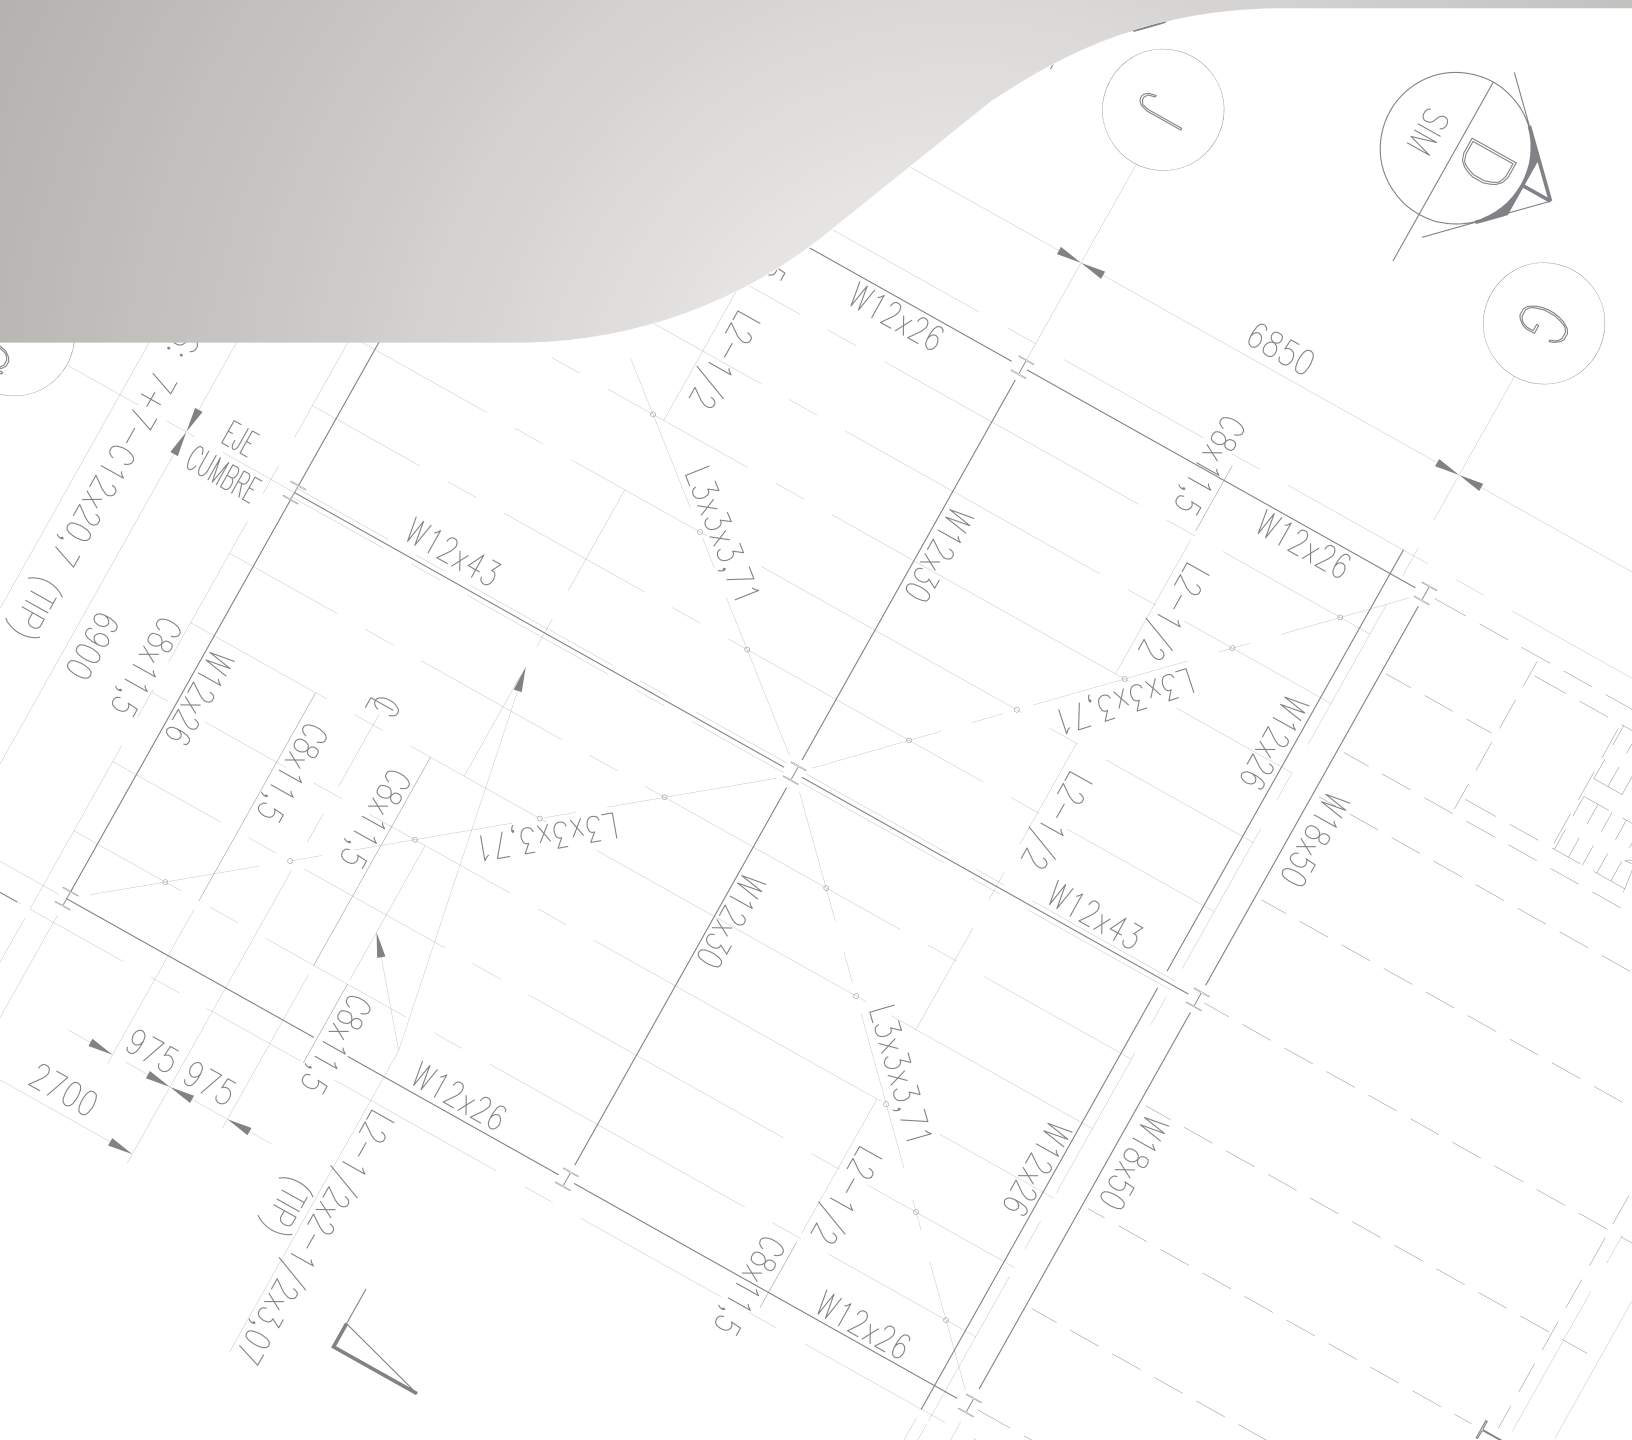 J
SIM
D
G
6850
W12x26
L2-1/2
C8x11,5
W12x26
7+7-C12x20,7 (TIP)
EJE
CUMBRE
W12x43
L3x3x3,71
W12x30
L2-1/2
L3x3x3,71
6900
C8x11,5
W12x26
C8x11,5
C8x11,5
L3x3x3,71
L2-1/2
W12x26
W18x50
W12x43
W12x30
C8x11,5
L3x3x3,71
975
975
2700
W12x26
L2-1/2x2-1/2x3,07
(TIP)
L2-1/2
W12x26
W18x50
C8x11,5
W12x26